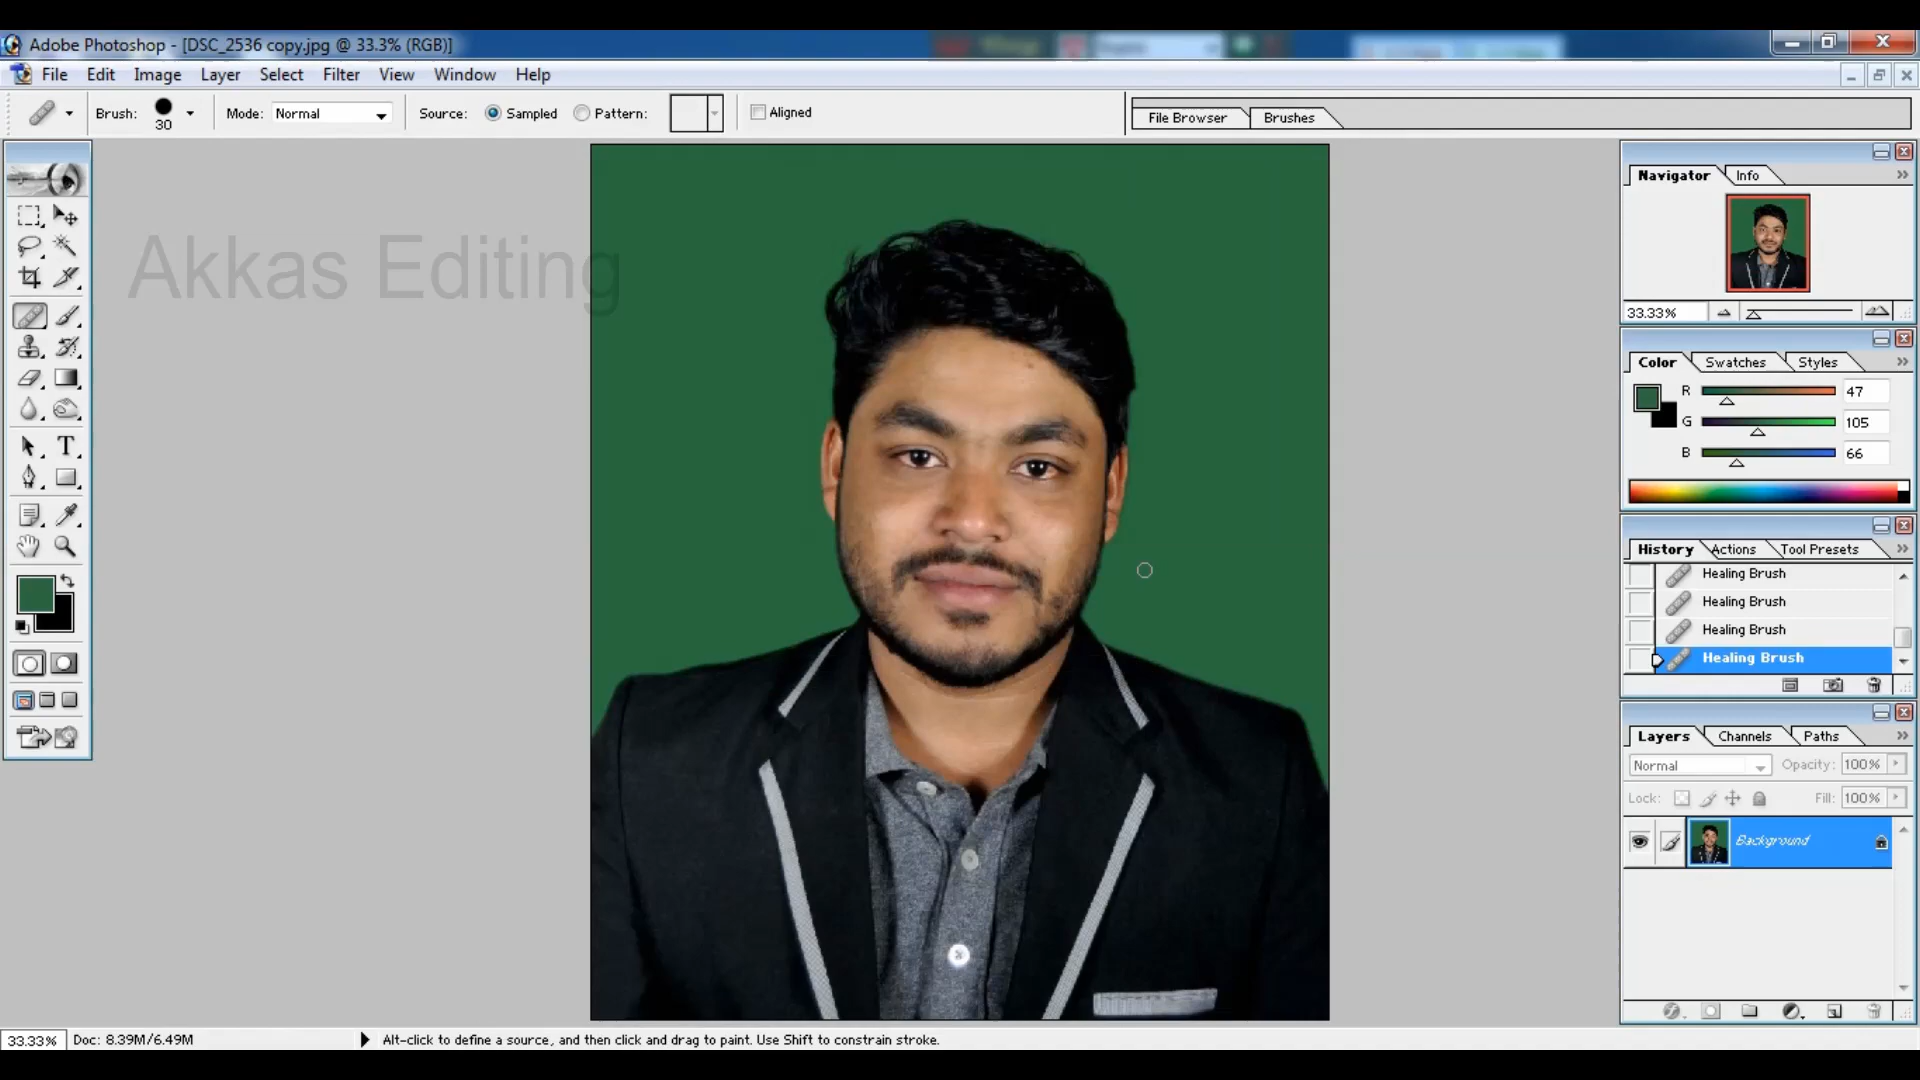 Adobe Photoshop - [DSC_2536 copy.jpg @ 33.3% (RGB)]
File Edit Image Layer Select Filter View Window Help
Brush: 30 Mode: Normal Source: Sampled Pattern: Aligned
File Browser Brushes
Akkas Editing
Navigator Info
33.33%
Color Swatches Styles
R 47
G 105
B 66
History Actions Tool Presets
Healing Brush
Healing Brush
Healing Brush
Healing Brush
Layers Channels Paths
Normal Opacity: 100%
Lock: Fill: 100%
Background
33.33% Doc: 8.39M/6.49M Alt-click to define a source, and then click and drag to paint. Use Shift to constrain stroke.